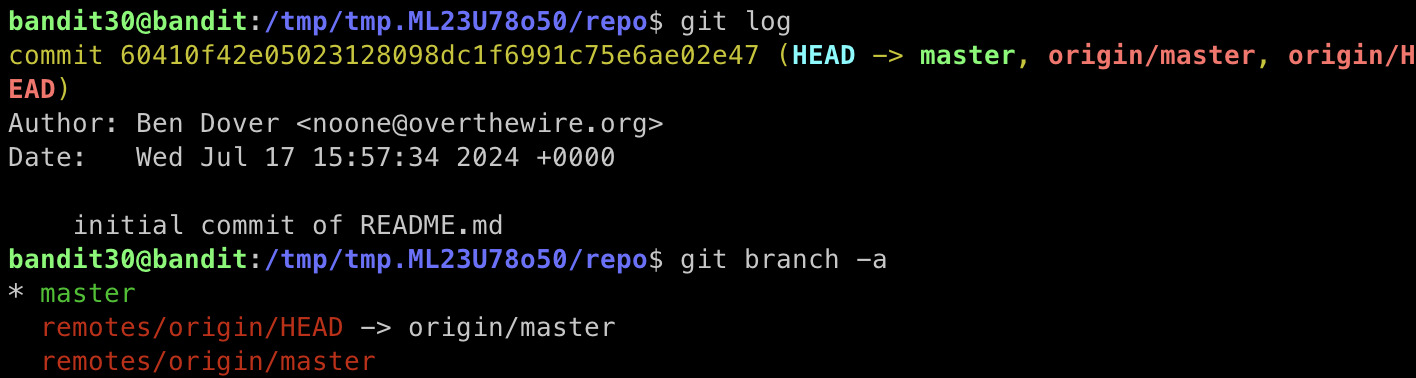 bandit30@bandit:/tmp/tmp.ML23U78o50/repo$ git log
commit 60410f42e05023128098dc1f6991c75e6ae02e47 (HEAD -> master, origin/master, origin/H
EAD)
Author: Ben Dover <noone@overthewire.org>
Date:   Wed Jul 17 15:57:34 2024 +0000

    initial commit of README.md
bandit30@bandit:/tmp/tmp.ML23U78o50/repo$ git branch -a
* master
  remotes/origin/HEAD -> origin/master
  remotes/origin/master